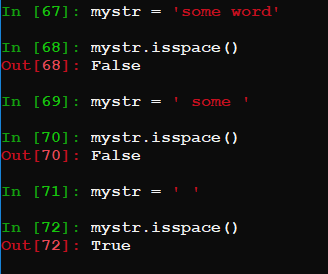 In [67]: mystr = 'some word'
In [68]: mystr.isspace()
Out[68]: False
In [69]: mystr = ' some '
In [70]: mystr.isspace()
Out[70]: False
In [71]: mystr = ' '
In [72]: mystr.isspace()
Out[72]: True